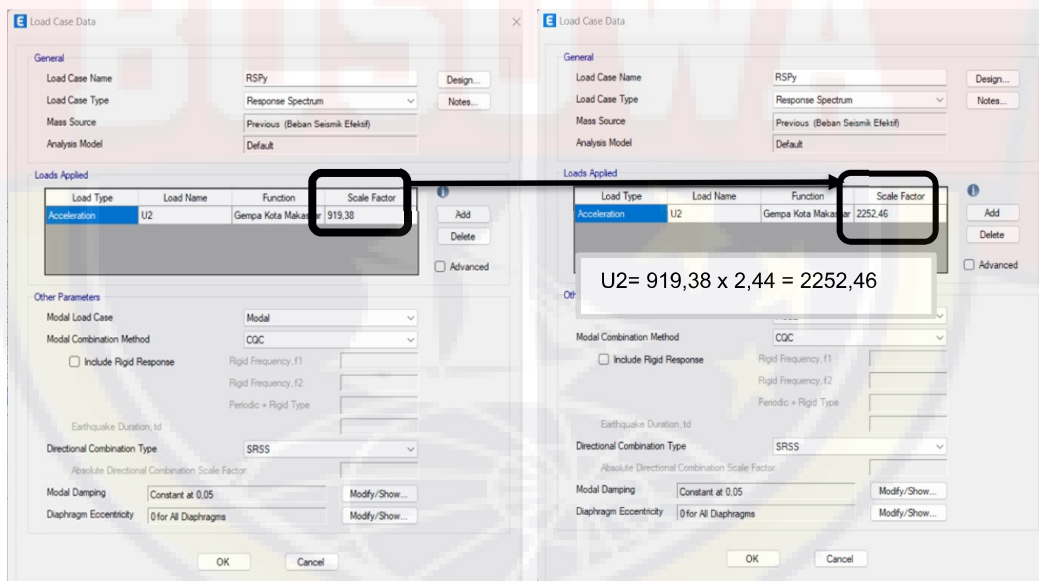 BOSOWA
E Load Case Data
General
Load Case Name RSPy Design...
Load Case Type Response Spectrum Notes...
Mass Source Previous (Beban Seismik Efektif)
Analysis Model Default
Loads Applied
Load Type Load Name Function Scale Factor
Acceleration U2 Gempa Kota Makassar 919,38 Add
Delete
Advanced
Other Parameters
Modal Load Case Modal
Modal Combination Method CQC
Include Rigid Response Rigid Frequency, f1
Rigid Frequency, f2
Periodic + Rigid Type
Earthquake Duration, td
Directional Combination Type SRSS
Absolute Directional Combination Scale Factor
Modal Damping Constant at 0,05 Modify/Show...
Diaphragm Eccentricity 0 for All Diaphragms Modify/Show...
OK Cancel
E Load Case Data
General
Load Case Name RSPy Design...
Load Case Type Response Spectrum Notes...
Mass Source Previous (Beban Seismik Efektif)
Analysis Model Default
Loads Applied
Load Type Load Name Function Scale Factor
Acceleration U2 Gempa Kota Makassar 2252,46 Add
Delete
Advanced
U2= 919,38 x 2,44 = 2252,46
Modal Combination Method CQC
Include Rigid Response Rigid Frequency, f1
Rigid Frequency, f2
Periodic + Rigid Type
Earthquake Duration, td
Directional Combination Type SRSS
Absolute Directional Combination Scale Factor
Modal Damping Constant at 0,05 Modify/Show...
Diaphragm Eccentricity 0 for All Diaphragms Modify/Show...
OK Cancel